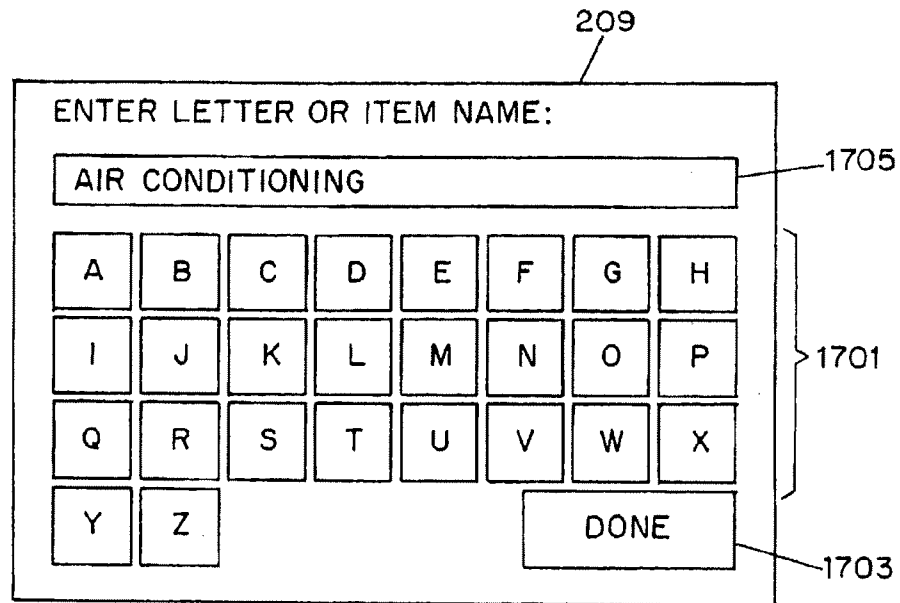 209
ENTER LETTER OR ITEM NAME:
AIR CONDITIONING
1705
A B C D E F G H
I J K L M N O P
1701
Q R S T U V W X
Y Z DONE
1703